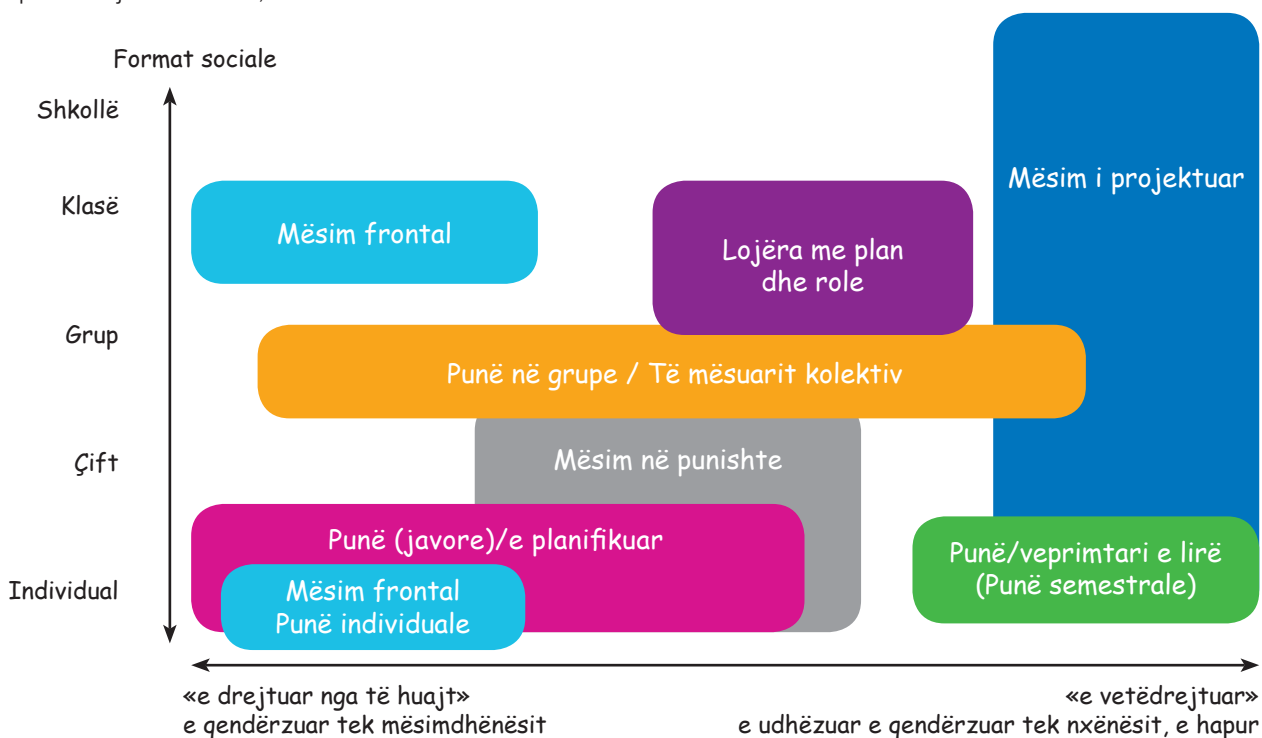 Format sociale
Shkollë
Klasë
Grup
Çift
Individual
Mësim i projektuar
Mësim frontal
Lojëra me plan
dhe role
Punë në grupe / Të mësuarit kolektiv
Mësim në punishte
Punë (javore)/e planifikuar
Mësim frontal
Punë individuale
Punë/veprimtari e lirë
(Punë semestrale)
«e drejtuar nga të huajt»
e qendërzuar tek mësimdhënësit
«e vetëdrejtuar»
e udhëzuar e qendërzuar tek nxënësit, e hapur